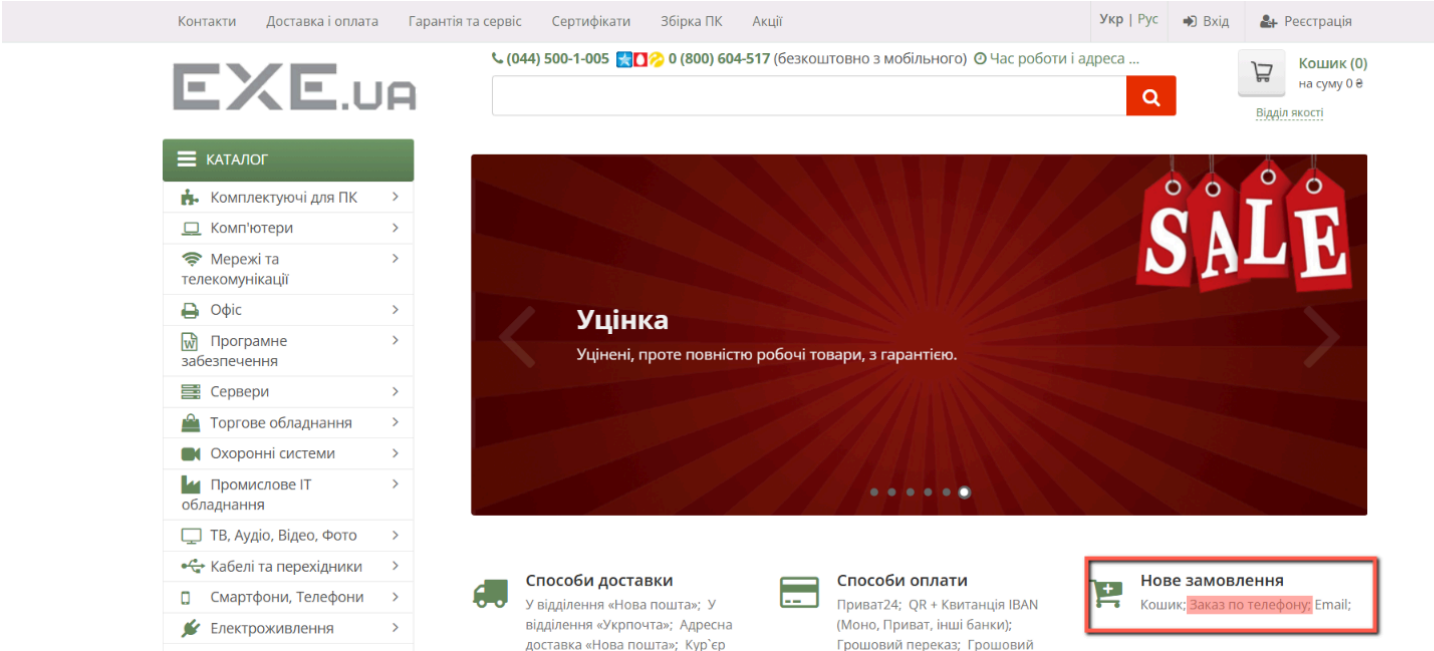 Контакти Доставка і оплата Гарантія та сервіс Сертифікати Збірка ПК Акції Укр | Рус Вхід Реєстрація
(044) 500-1-005 0 (800) 604-517 (безкоштовно з мобільного) Час роботи і адреса ...
EXE.UA
Кошик (0)
на суму 0 ₴
Відділ якості
КАТАЛОГ
Комплектуючі для ПК
Комп'ютери
Мережі та
телекомунікації
Офіс
Програмне
забезпечення
Сервери
Торгове обладнання
Охоронні системи
Промислове ІТ
обладнання
ТВ, Аудіо, Відео, Фото
Кабелі та перехідники
Смартфони, Телефони
Електроживлення
SALE
Уцінка
Уцінені, проте повністю робочі товари, з гарантією.
Способи доставки
У відділення «Нова пошта»; У
відділення «Укрпочта»; Адресна
доставка «Нова пошта»; Кур`єр
Способи оплати
Приват24; QR + Квитанція IBAN
(Моно, Приват, інші банки);
Грошовий переказ; Грошовий
Нове замовлення
Кошик; Заказ по телефону; Email;